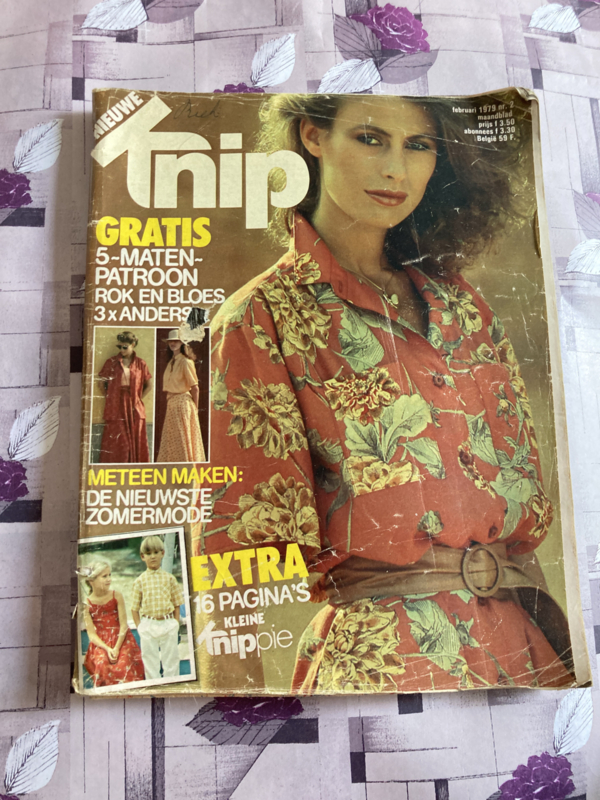 NIEUWE
Knip
februari 1979 nr. 2
maandblad
prijs f 3.50
abonnees f 3.30
België 59 F.
GRATIS
5-MATEN-
PATROON
ROK EN BLOES
3 x ANDERS
METEEN MAKEN:
DE NIEUWSTE
ZOMERMODE
EXTRA
16 PAGINA'S
KLEINE
Knippie